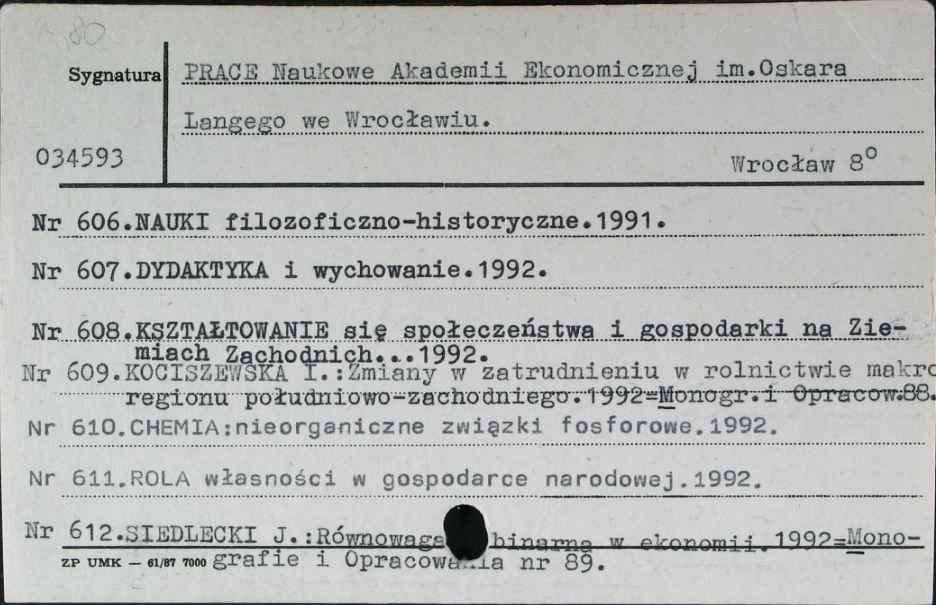 80
Sygnatura
PRACE Naukowe Akademii Ekonomicznej im.Oskara
Langego we Wrocławiu.
034593
Wrocław 8°
Nr 606.NAUKI filozoficzno-historyczne.1991.
Nr 607.DYDAKTYKA i wychowanie.1992.
Nr 608.KSZTAŁTOWANIE się społeczeństwa i gospodarki na Zie-
miach Zachodnich...1992.
Nr 609.KOCISZEWSKA I.:Zmiany w zatrudnieniu w rolnictwie makro
regionu południowo-zachodniego.1992=Monogr.i Opracow.88.
Nr 610.CHEMIA:nieorganiczne związki fosforowe.1992.
Nr 611.ROLA własności w gospodarce narodowej.1992.
Nr 612.SIEDLECKI J.:Równowaga binarna w ekonomii.1992=Mono-
grafie i Opracowania nr 89.
ZP UMK — 61/87 7000